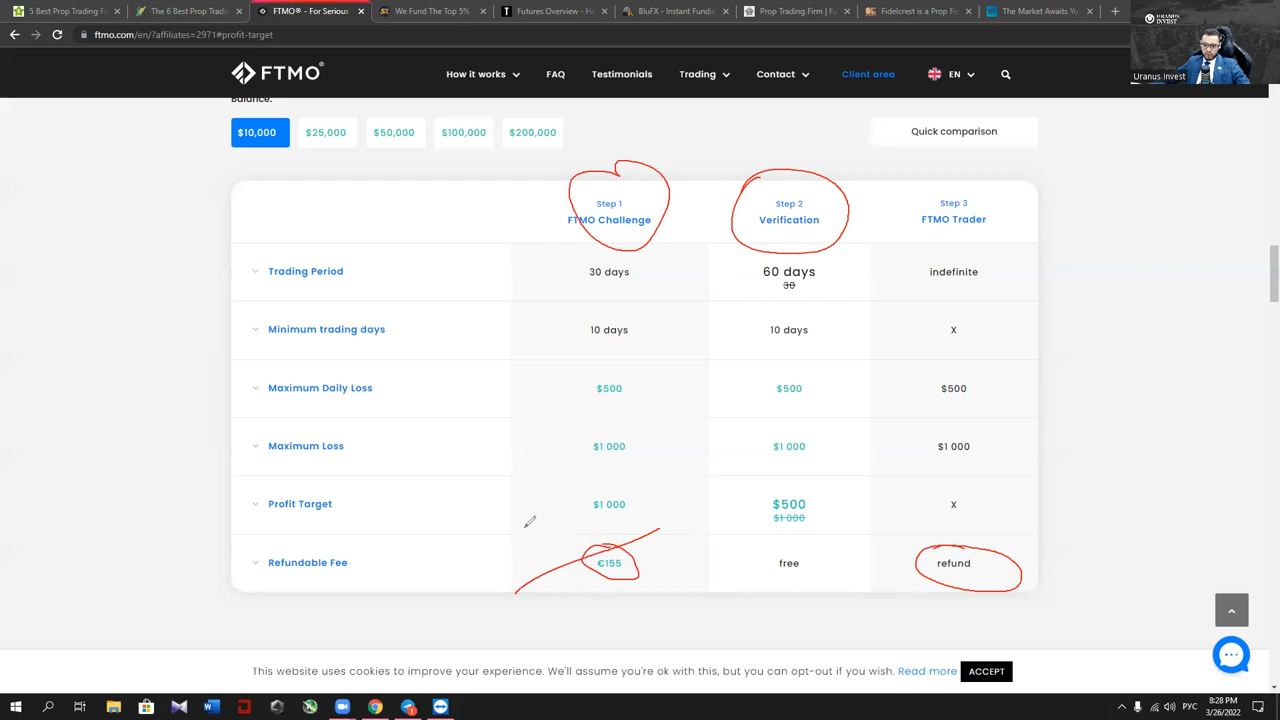 5 Best Prop Trading Fi
The 6 Best Prop Trading
FTMO® - Series of E
We Fund The Top 5%
Futures Overview - H
BluFX - Instant Fundi
Prop Trading Firm | Fu
Fidelcrest is a Prop Fi
The Market Awaits Yo
URANUS
INVEST
Uranus Invest
ftmo.com/en/?affiliates=2971#profit-target
FTMO®
How it works
FAQ
Testimonials
Trading
Contact
Client area
EN
Balance:
$10,000
$25,000
$50,000
$100,000
$200,000
Quick comparison
Step 1
FTMO Challenge
Step 2
Verification
Step 3
FTMO Trader
Trading Period
30 days
60 days
30
indefinite
Minimum trading days
10 days
10 days
X
Maximum Daily Loss
$500
$500
$500
Maximum Loss
$1 000
$1 000
$1 000
Profit Target
$1 000
$500
$1 000
X
Refundable Fee
€155
free
refund
This website uses cookies to improve your experience. We'll assume you're ok with this, but you can opt-out if you wish. Read more ACCEPT
РУС
8:28 PM
3/26/2022